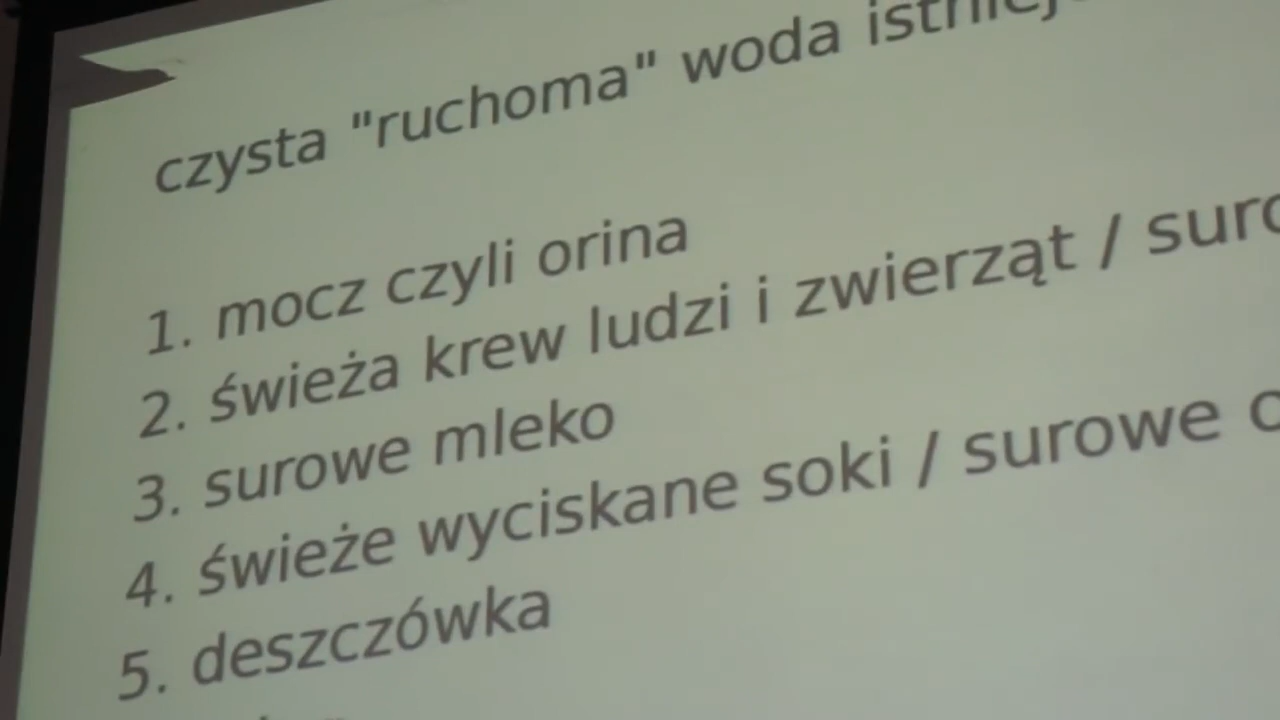 czysta "ruchoma" woda
1. mocz czyli orina
2. świeża krew ludzi i zwierząt /
3. surowe mleko
4. świeże wyciskane soki / surowe
5. deszczówka